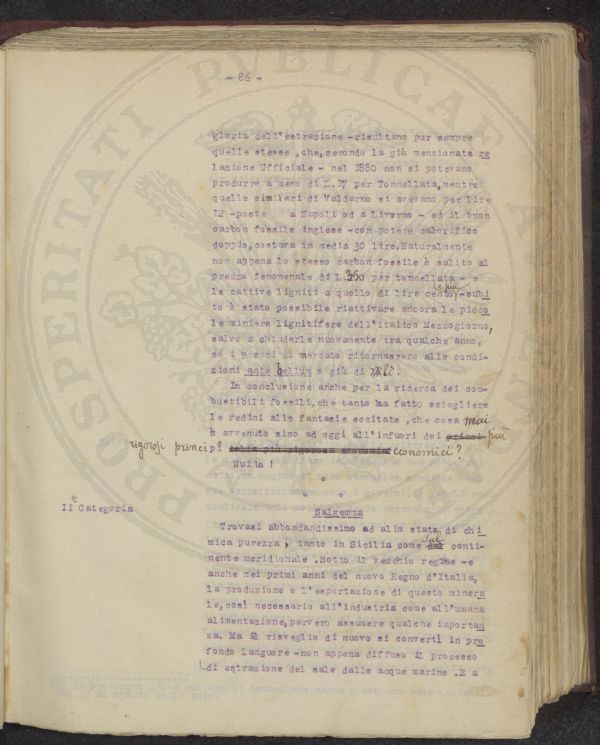 - 86 -
gloria dell'estrazione - risultano pur sempre
quelle stesse, che, secondo la già menzionata re
lazione Ufficiale - nel 1880 non si potevano
produrre a meno di L. 17 per Tonnellata, mentre
quelle similari di Valdarno si avevano per lire
12 - poste a Napoli od a Livorno - ed il buon
carbon fossile inglese - con potere calorifico
doppio, costava in media 30 lire. Naturalmente
non appena lo stesso carbon fossile è salito al
prezzo fenomenale di L. 360 per tonnellata - e
le cattive ligniti a quello di lire cento, e più - subi
to è stato possibile riattivare ancora le picco
le miniere lignitifere dell'italico Mezzogiorno,
salvo a chiuderle nuovamente tra qualche anno,
se i prezzi di mercato ritornassero alle condi-
zioni ante bellum o giù di
In conclusione anche per la ricerca dei com-
bustibili fossili, che tanto ha fatto sciogliere
le redini alle fantasie eccitate, che cosa mai
è avvenuto sino ad oggi all'infuori dei più
rigorosi principî economici?
Nulla !
o
o o
IIa Categoria
Salgemma
Trovasi abbondandissimo ad alio stato, di chi
mica purezza, tanto in Sicilia come sul conti-
nente meridionale. Sotto il vecchio regime - e
anche nei primi anni del nuovo Regno d'Italia,
la produzione e l'esportazione di questo minera
le, così necessario all'industria come all'umana
alimentazione, parvero assumere qualche importan
za. Ma il risveglio di nuovo si convertì in pro
fondo languore - non appena diffuso il processo
di estrazione del sale dalle acque marine. E a
PROSPERITATI PUBLICAE